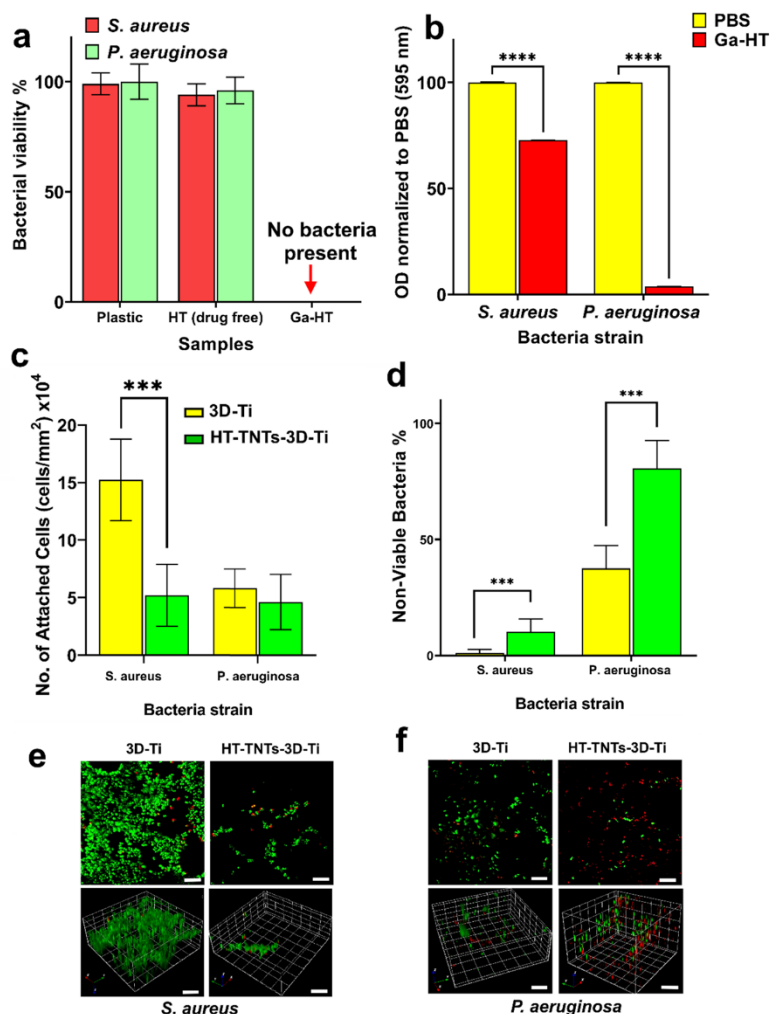 a
S. aureus
P. aeruginosa
Bacterial viability %
100
50
0
No bacteria
present
Plastic
HT (drug free)
Ga-HT
Samples
b
PBS
Ga-HT
OD normalized to PBS (595 nm)
100
50
0
****
****
S. aureus
P. aeruginosa
Bacteria strain
c
3D-Ti
HT-TNTs-3D-Ti
No. of Attached Cells (cells/mm²) x10⁴
20
15
10
5
0
***
S. aureus
P. aeruginosa
Bacteria strain
d
Non-Viable Bacteria %
100
50
0
***
***
S. aureus
P. aeruginosa
Bacteria strain
e
3D-Ti
HT-TNTs-3D-Ti
S. aureus
f
3D-Ti
HT-TNTs-3D-Ti
P. aeruginosa